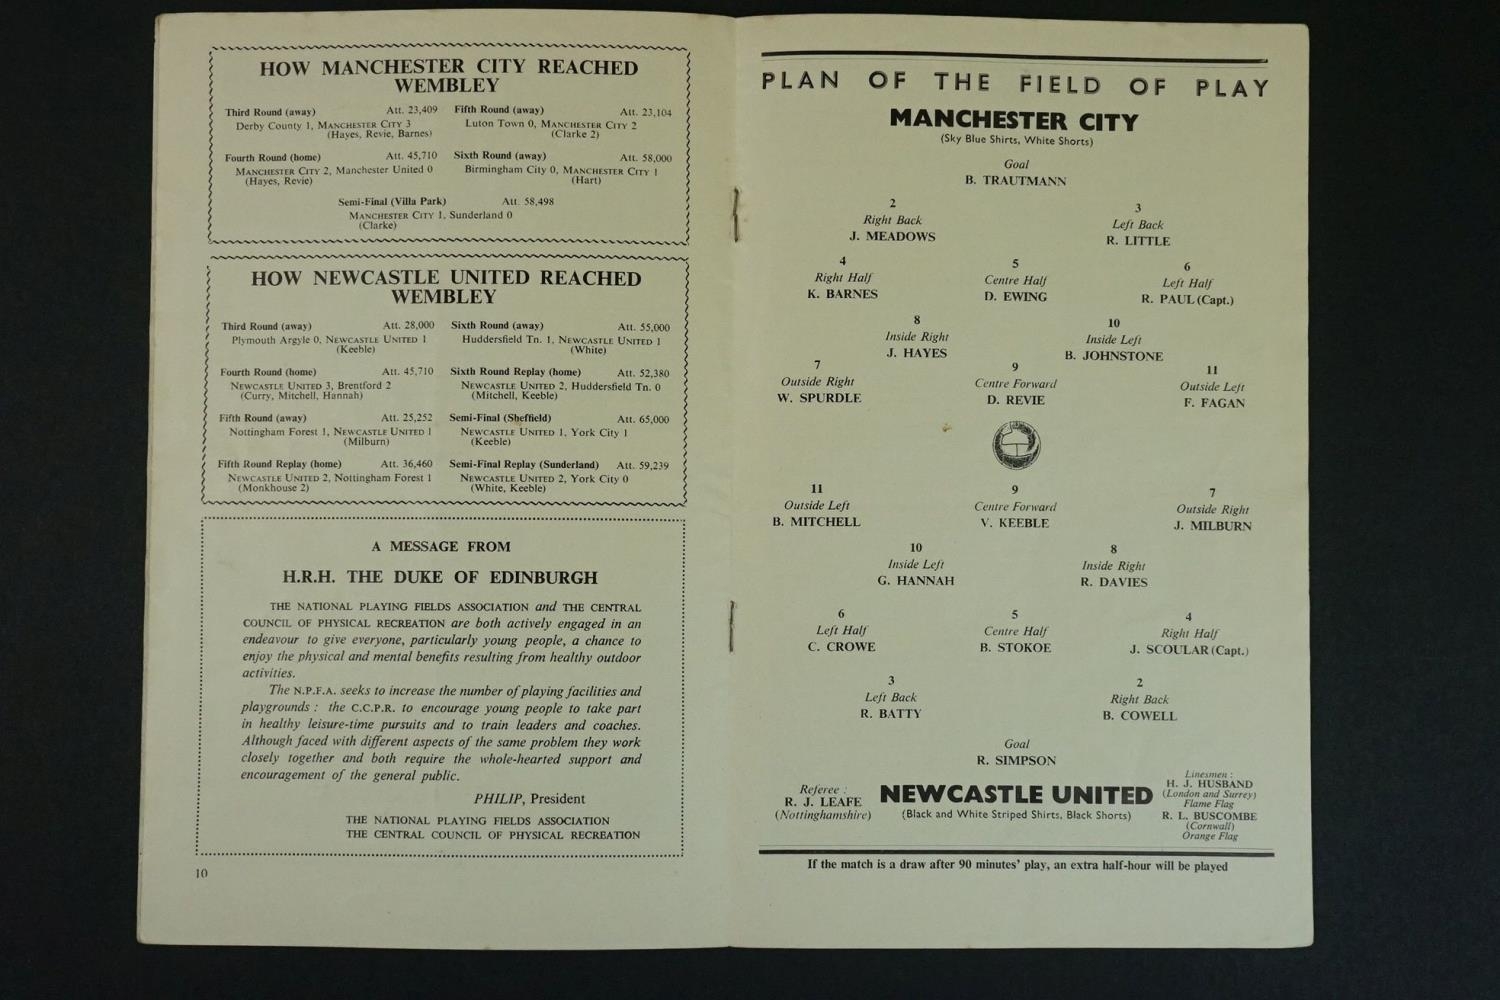 HOW MANCHESTER CITY REACHED
WEMBLEY
Third Round (away) Att. 23,409
Derby County 1, MANCHESTER CITY 3
(Hayes, Revie, Barnes)
Fifth Round (away) Att. 23,104
Luton Town 0, MANCHESTER CITY 2
(Clarke 2)
Fourth Round (home) Att. 45,710
MANCHESTER CITY 2, Manchester United 0
(Hayes, Revie)
Sixth Round (away) Att. 58,000
Birmingham City 0, MANCHESTER CITY 1
(Hart)
Semi-Final (Villa Park) Att. 58,498
MANCHESTER CITY 1, Sunderland 0
(Clarke)
HOW NEWCASTLE UNITED REACHED
WEMBLEY
Third Round (away) Att. 28,000
Plymouth Argyle 0, NEWCASTLE UNITED 1
(Keeble)
Sixth Round (away) Att. 55,000
Huddersfield Tn. 1, NEWCASTLE UNITED 1
(White)
Fourth Round (home) Att. 45,710
NEWCASTLE UNITED 3, Brentford 2
(Curry, Mitchell, Hannah)
Sixth Round Replay (home) Att. 52,380
NEWCASTLE UNITED 2, Huddersfield Tn. 0
(Mitchell, Keeble)
Fifth Round (away) Att. 25,252
Nottingham Forest 1, NEWCASTLE UNITED 1
(Milburn)
Semi-Final (Sheffield) Att. 65,000
NEWCASTLE UNITED 1, York City 1
(Keeble)
Fifth Round Replay (home) Att. 36,460
NEWCASTLE UNITED 2, Nottingham Forest 1
(Monkhouse 2)
Semi-Final Replay (Sunderland) Att. 59,239
NEWCASTLE UNITED 2, York City 0
(White, Keeble)
A MESSAGE FROM
H.R.H. THE DUKE OF EDINBURGH
THE NATIONAL PLAYING FIELDS ASSOCIATION and THE CENTRAL
COUNCIL OF PHYSICAL RECREATION are both actively engaged in an
endeavour to give everyone, particularly young people, a chance to
enjoy the physical and mental benefits resulting from healthy outdoor
activities.
The N.P.F.A. seeks to increase the number of playing facilities and
playgrounds : the C.C.P.R. to encourage young people to take part
in healthy leisure-time pursuits and to train leaders and coaches.
Although faced with different aspects of the same problem they work
closely together and both require the whole-hearted support and
encouragement of the general public.
PHILIP, President
THE NATIONAL PLAYING FIELDS ASSOCIATION
THE CENTRAL COUNCIL OF PHYSICAL RECREATION
10
PLAN OF THE FIELD OF PLAY
MANCHESTER CITY
(Sky Blue Shirts, White Shorts)
Goal
B. TRAUTMANN
2 3
Right Back Left Back
J. MEADOWS R. LITTLE
4 5 6
Right Half Centre Half Left Half
K. BARNES D. EWING R. PAUL (Capt.)
8 10
Inside Right Inside Left
J. HAYES B. JOHNSTONE
7 9 11
Outside Right Centre Forward Outside Left
W. SPURDLE D. REVIE F. FAGAN
11 9 7
Outside Left Centre Forward Outside Right
B. MITCHELL V. KEEBLE J. MILBURN
10 8
Inside Left Inside Right
G. HANNAH R. DAVIES
6 5 4
Left Half Centre Half Right Half
C. CROWE B. STOKOE J. SCOULAR (Capt.)
3 2
Left Back Right Back
R. BATTY B. COWELL
Goal
R. SIMPSON
Referee :
R. J. LEAFE
(Nottinghamshire)
NEWCASTLE UNITED
(Black and White Striped Shirts, Black Shorts)
Linesmen :
H. J. HUSBAND
(London and Surrey)
Flame Flag
R. L. BUSCOMBE
(Cornwall)
Orange Flag
If the match is a draw after 90 minutes' play, an extra half-hour will be played